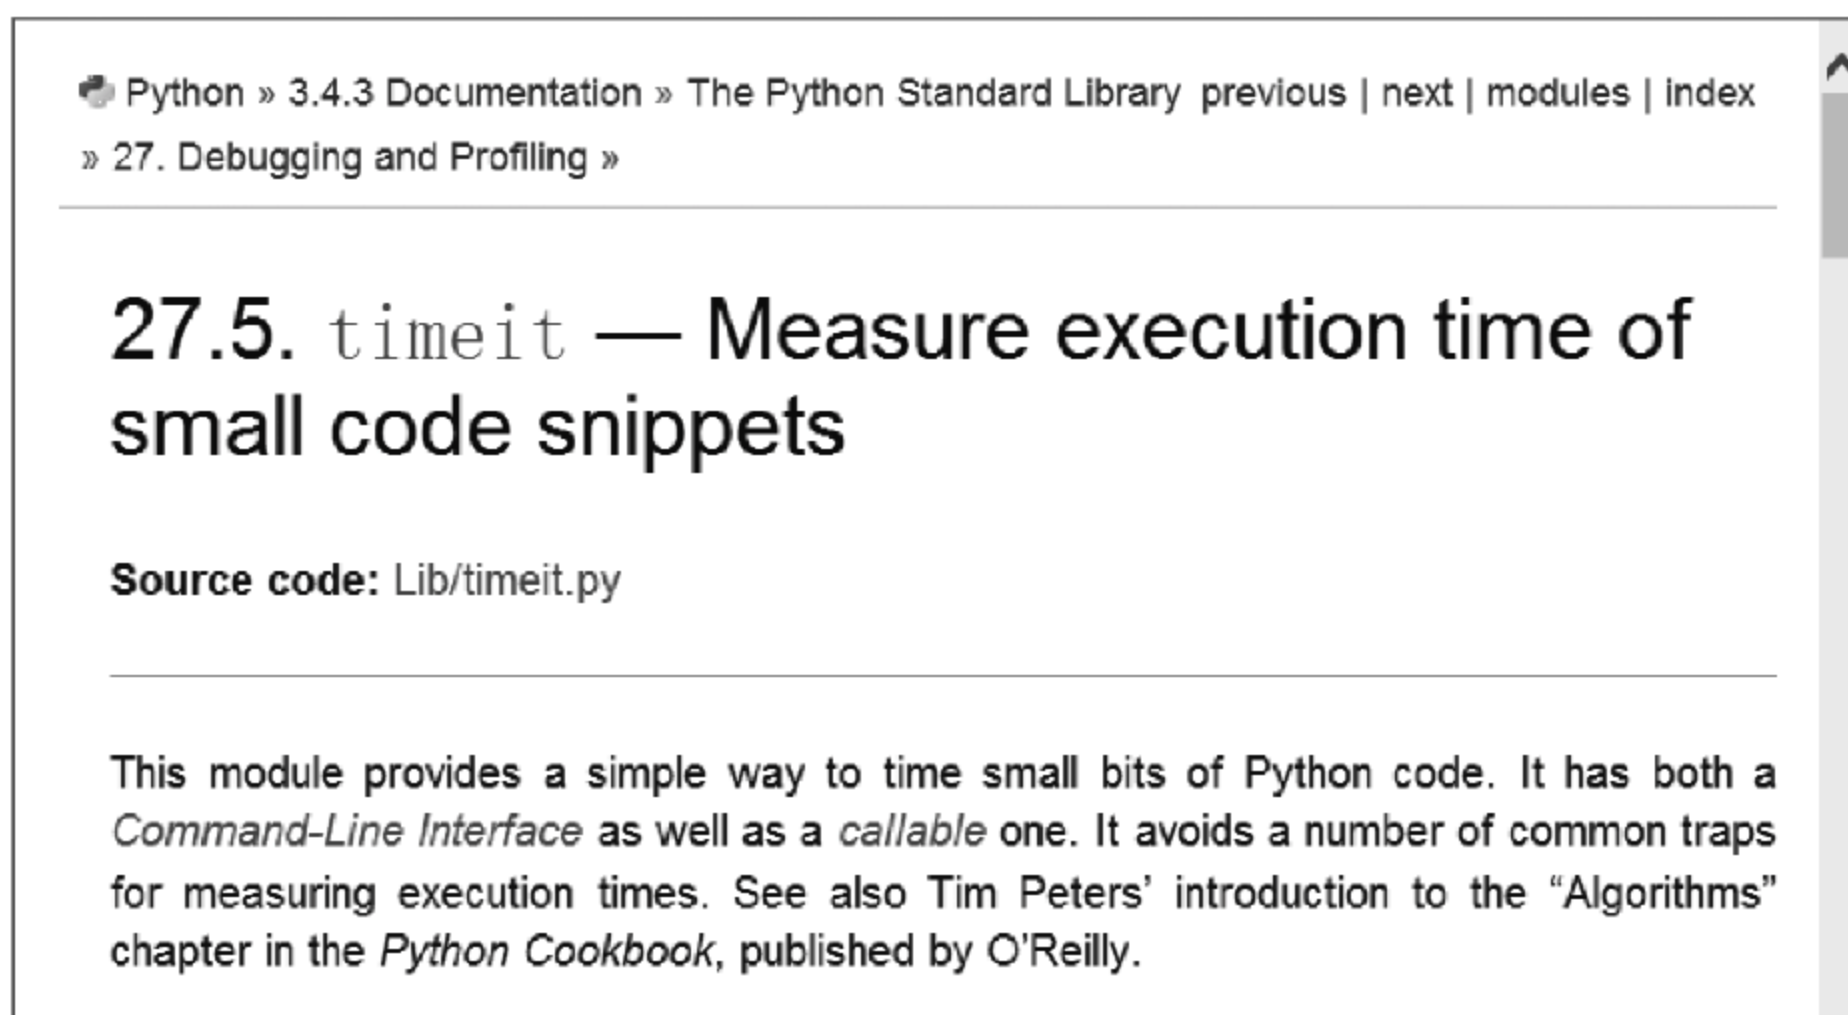 Python » 3.4.3 Documentation » The Python Standard Library previous | next | modules | index
» 27. Debugging and Profiling »
27.5. timeit — Measure execution time of
small code snippets
Source code: Lib/timeit.py
This module provides a simple way to time small bits of Python code. It has both a
Command-Line Interface as well as a callable one. It avoids a number of common traps
for measuring execution times. See also Tim Peters’ introduction to the “Algorithms”
chapter in the Python Cookbook, published by O’Reilly.